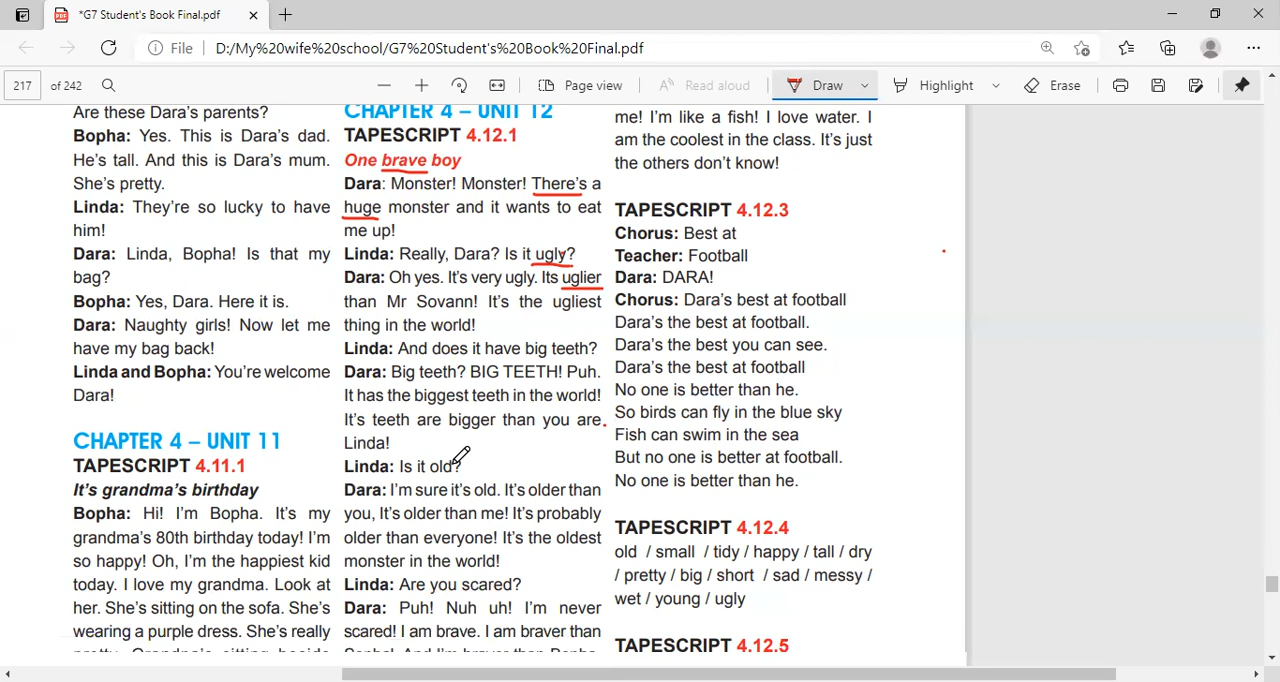 *G7 Student's Book Final.pdf
File
D:/My%20wife%20school/G7%20Student's%20Book%20Final.pdf
217 of 242
Page view
Read aloud
Draw
Highlight
Erase
Are these Dara's parents?
Bopha: Yes. This is Dara's dad.
He's tall. And this is Dara's mum.
She's pretty.
Linda: They're so lucky to have
him!
Dara: Linda, Bopha! Is that my
bag?
Bopha: Yes, Dara. Here it is.
Dara: Naughty girls! Now let me
have my bag back!
Linda and Bopha: You're welcome
Dara!
CHAPTER 4 – UNIT 11
TAPESCRIPT 4.11.1
It's grandma's birthday
Bopha: Hi! I'm Bopha. It's my
grandma's 80th birthday today! I'm
so happy! Oh, I'm the happiest kid
today. I love my grandma. Look at
her. She's sitting on the sofa. She's
wearing a purple dress. She's really
pretty. Grandma's sitting beside
CHAPTER 4 – UNIT 12
TAPESCRIPT 4.12.1
One brave boy
Dara: Monster! Monster! There's a
huge monster and it wants to eat
me up!
Linda: Really, Dara? Is it ugly?
Dara: Oh yes. It's very ugly. Its uglier
than Mr Sovann! It's the ugliest
thing in the world!
Linda: And does it have big teeth?
Dara: Big teeth? BIG TEETH! Puh.
It has the biggest teeth in the world!
It's teeth are bigger than you are
Linda!
Linda: Is it old?
Dara: I'm sure it's old. It's older than
you, It's older than me! It's probably
older than everyone! It's the oldest
monster in the world!
Linda: Are you scared?
Dara: Puh! Nuh uh! I'm never
scared! I am brave. I am braver than
me! I'm like a fish! I love water. I
am the coolest in the class. It's just
the others don't know!
TAPESCRIPT 4.12.3
Chorus: Best at
Teacher: Football
Dara: DARA!
Chorus: Dara's best at football
Dara's the best at football.
Dara's the best you can see.
Dara's the best at football
No one is better than he.
So birds can fly in the blue sky
Fish can swim in the sea
But no one is better at football.
No one is better than he.
TAPESCRIPT 4.12.4
old / small / tidy / happy / tall / dry
/ pretty / big / short / sad / messy /
wet / young / ugly
TAPESCRIPT 4.12.5